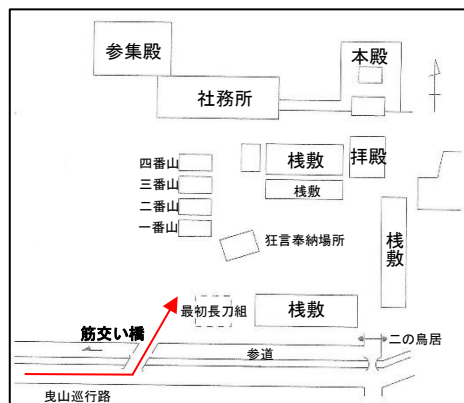 参集殿
本殿
社務所
拝殿
桟敷
四番山
三番山
桟敷
二番山
一番山
桟敷
狂言奉納場所
最初長刀組
桟敷
筋交い橋
二の鳥居
参道
曳山巡行路